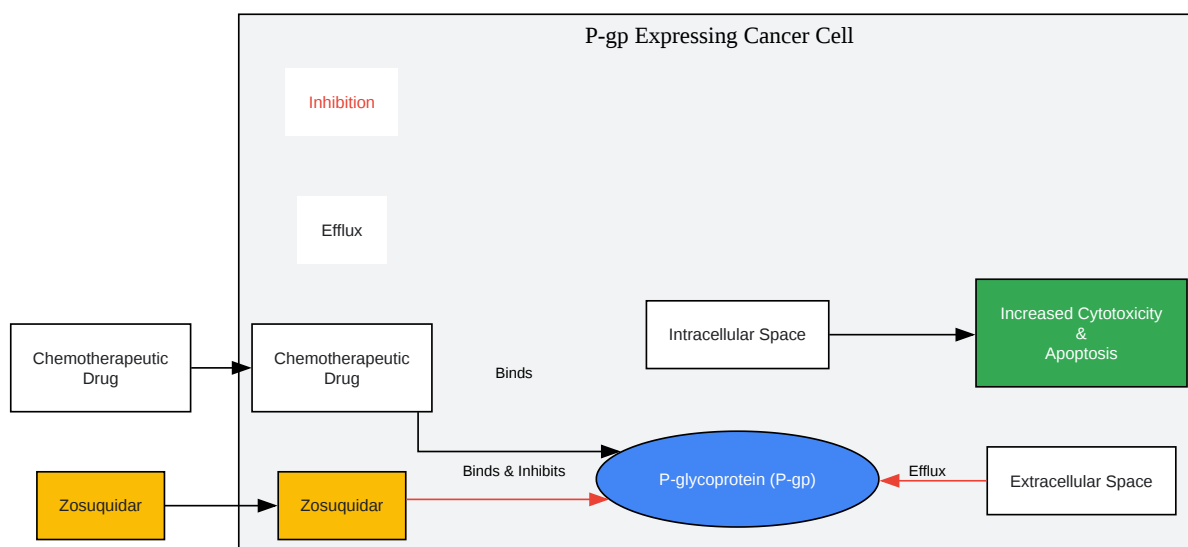 P-gp Expressing Cancer Cell
Inhibition
Efflux
Chemotherapeutic
Drug
Chemotherapeutic
Drug
Binds
Intracellular Space
Increased Cytotoxicity
&
Apoptosis
Zosuquidar
Zosuquidar
Binds & Inhibits
P-glycoprotein (P-gp)
Efflux
Extracellular Space